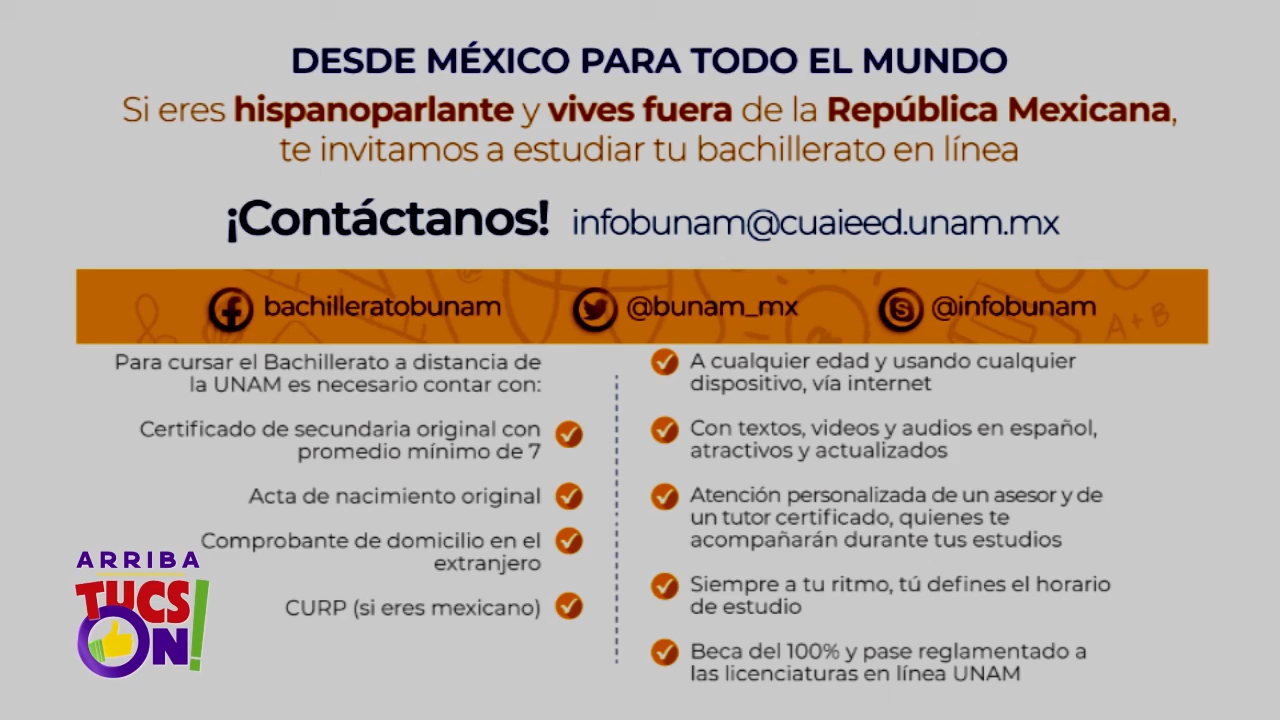 DESDE MÉXICO PARA TODO EL MUNDO
Si eres hispanoparlante y vives fuera de la República Mexicana,
te invitamos a estudiar tu bachillerato en línea
¡Contáctanos! infobunam@cuaieed.unam.mx
bachilleratobunam @bunam_mx @infobunam
Para cursar el Bachillerato a distancia de
la UNAM es necesario contar con:
Certificado de secundaria original con
promedio mínimo de 7
Acta de nacimiento original
Comprobante de domicilio en el
extranjero
CURP (si eres mexicano)
A cualquier edad y usando cualquier
dispositivo, vía internet
Con textos, videos y audios en español,
atractivos y actualizados
Atención personalizada de un asesor y de
un tutor certificado, quienes te
acompañarán durante tus estudios
Siempre a tu ritmo, tú defines el horario
de estudio
Beca del 100% y pase reglamentado a
las licenciaturas en línea UNAM
A+B
ARRIBA
TUCS
ON!